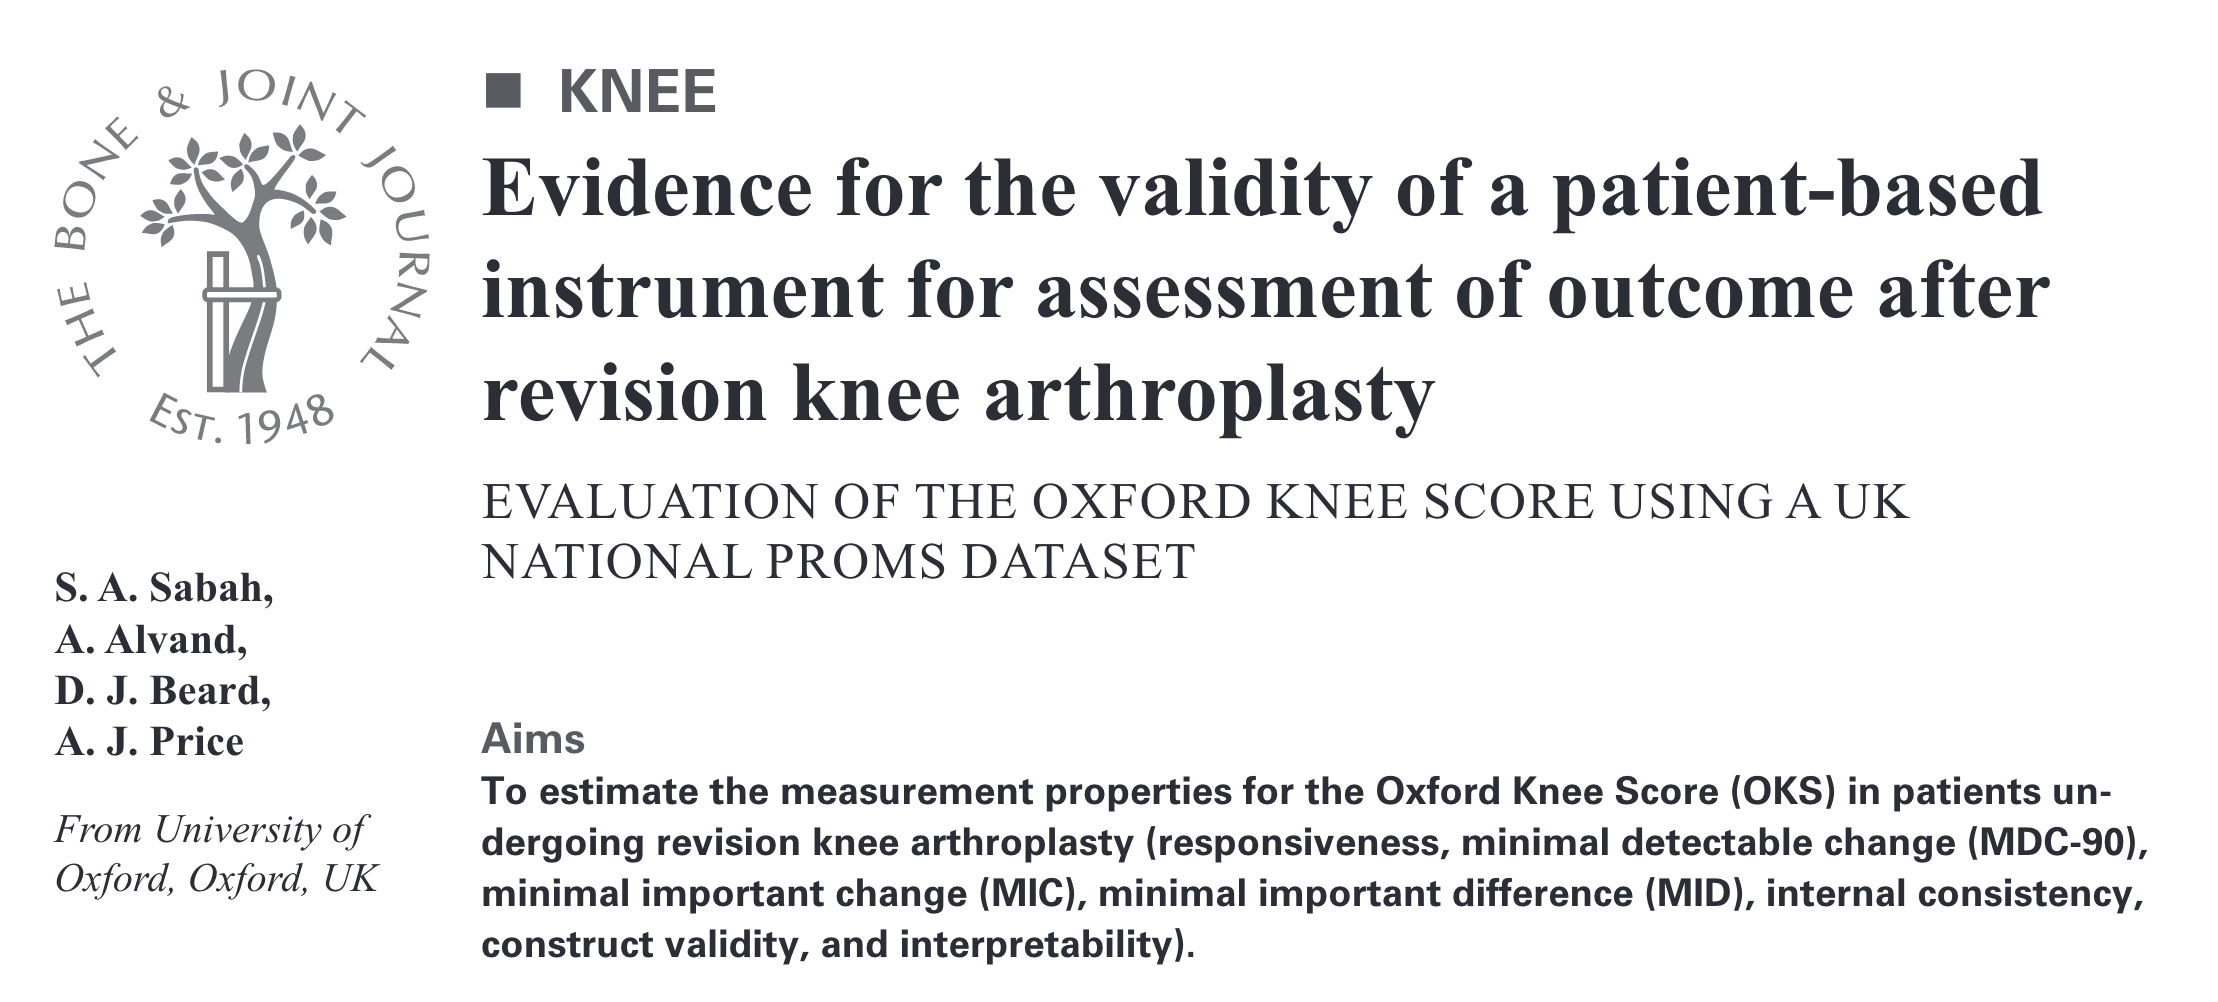 THE BONE & JOINT JOURNAL
EST. 1948
■ KNEE
Evidence for the validity of a patient-based
instrument for assessment of outcome after
revision knee arthroplasty
EVALUATION OF THE OXFORD KNEE SCORE USING A UK
NATIONAL PROMS DATASET
S. A. Sabah,
A. Alvand,
D. J. Beard,
A. J. Price
From University of
Oxford, Oxford, UK
Aims
To estimate the measurement properties for the Oxford Knee Score (OKS) in patients un-
dergoing revision knee arthroplasty (responsiveness, minimal detectable change (MDC-90),
minimal important change (MIC), minimal important difference (MID), internal consistency,
construct validity, and interpretability).